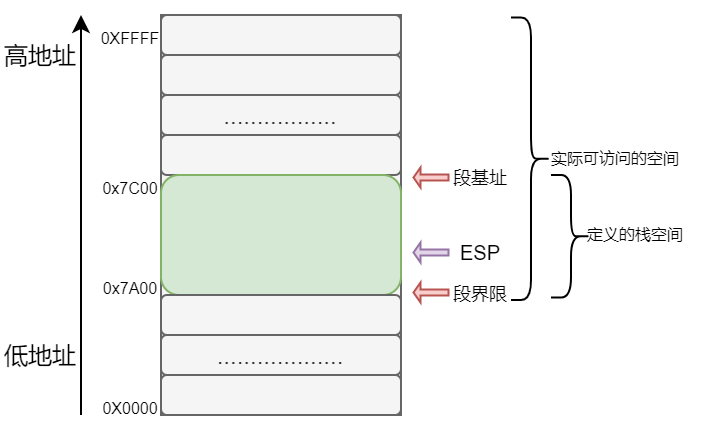 0XFFFF
高地址
.................
实际可访问的空间
段基址
0x7C00
定义的栈空间
ESP
0x7A00
段界限
低地址
...................
0X0000